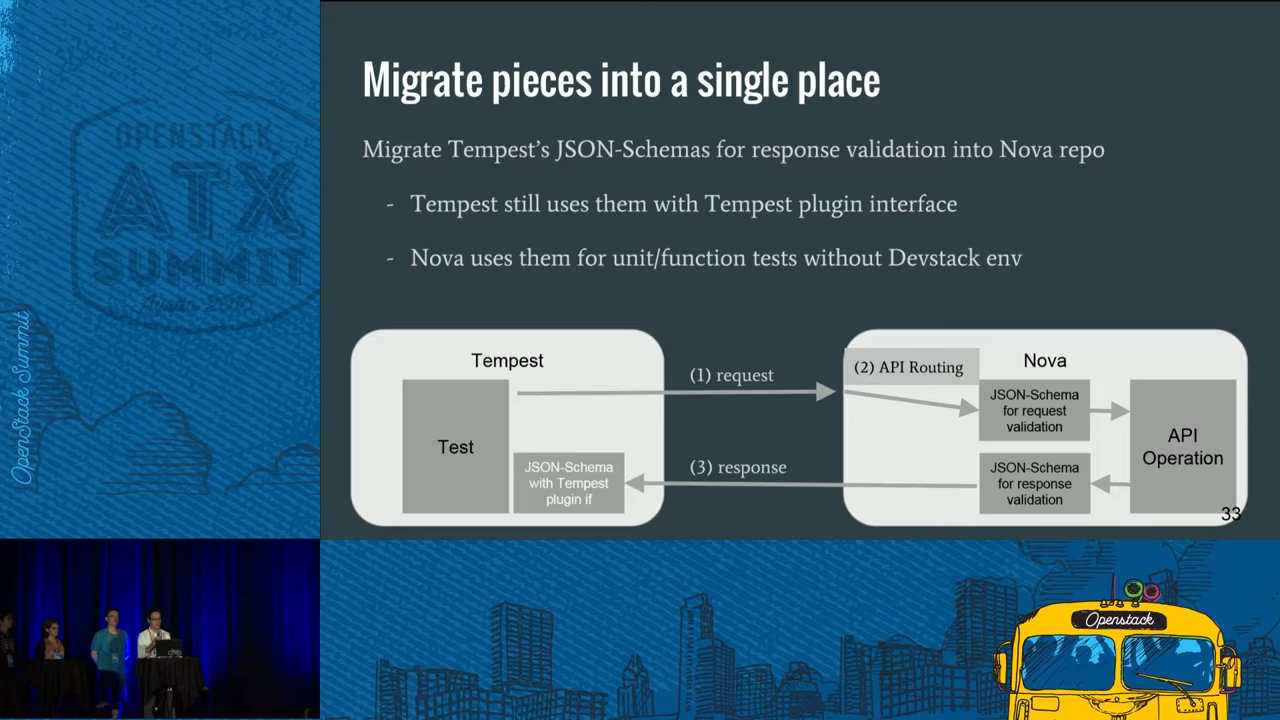 OPENSTACK
ATX
SUMMIT
OpenStack Summit
Migrate pieces into a single place
Migrate Tempest's JSON-Schemas for response validation into Nova repo
- Tempest still uses them with Tempest plugin interface
- Nova uses them for unit/function tests without Devstack env
Tempest
Test
JSON-Schema
with Tempest
plugin if
(1) request
(3) response
(2) API Routing
Nova
JSON-Schema
for request
validation
JSON-Schema
for response
validation
API
Operation
33
Openstack